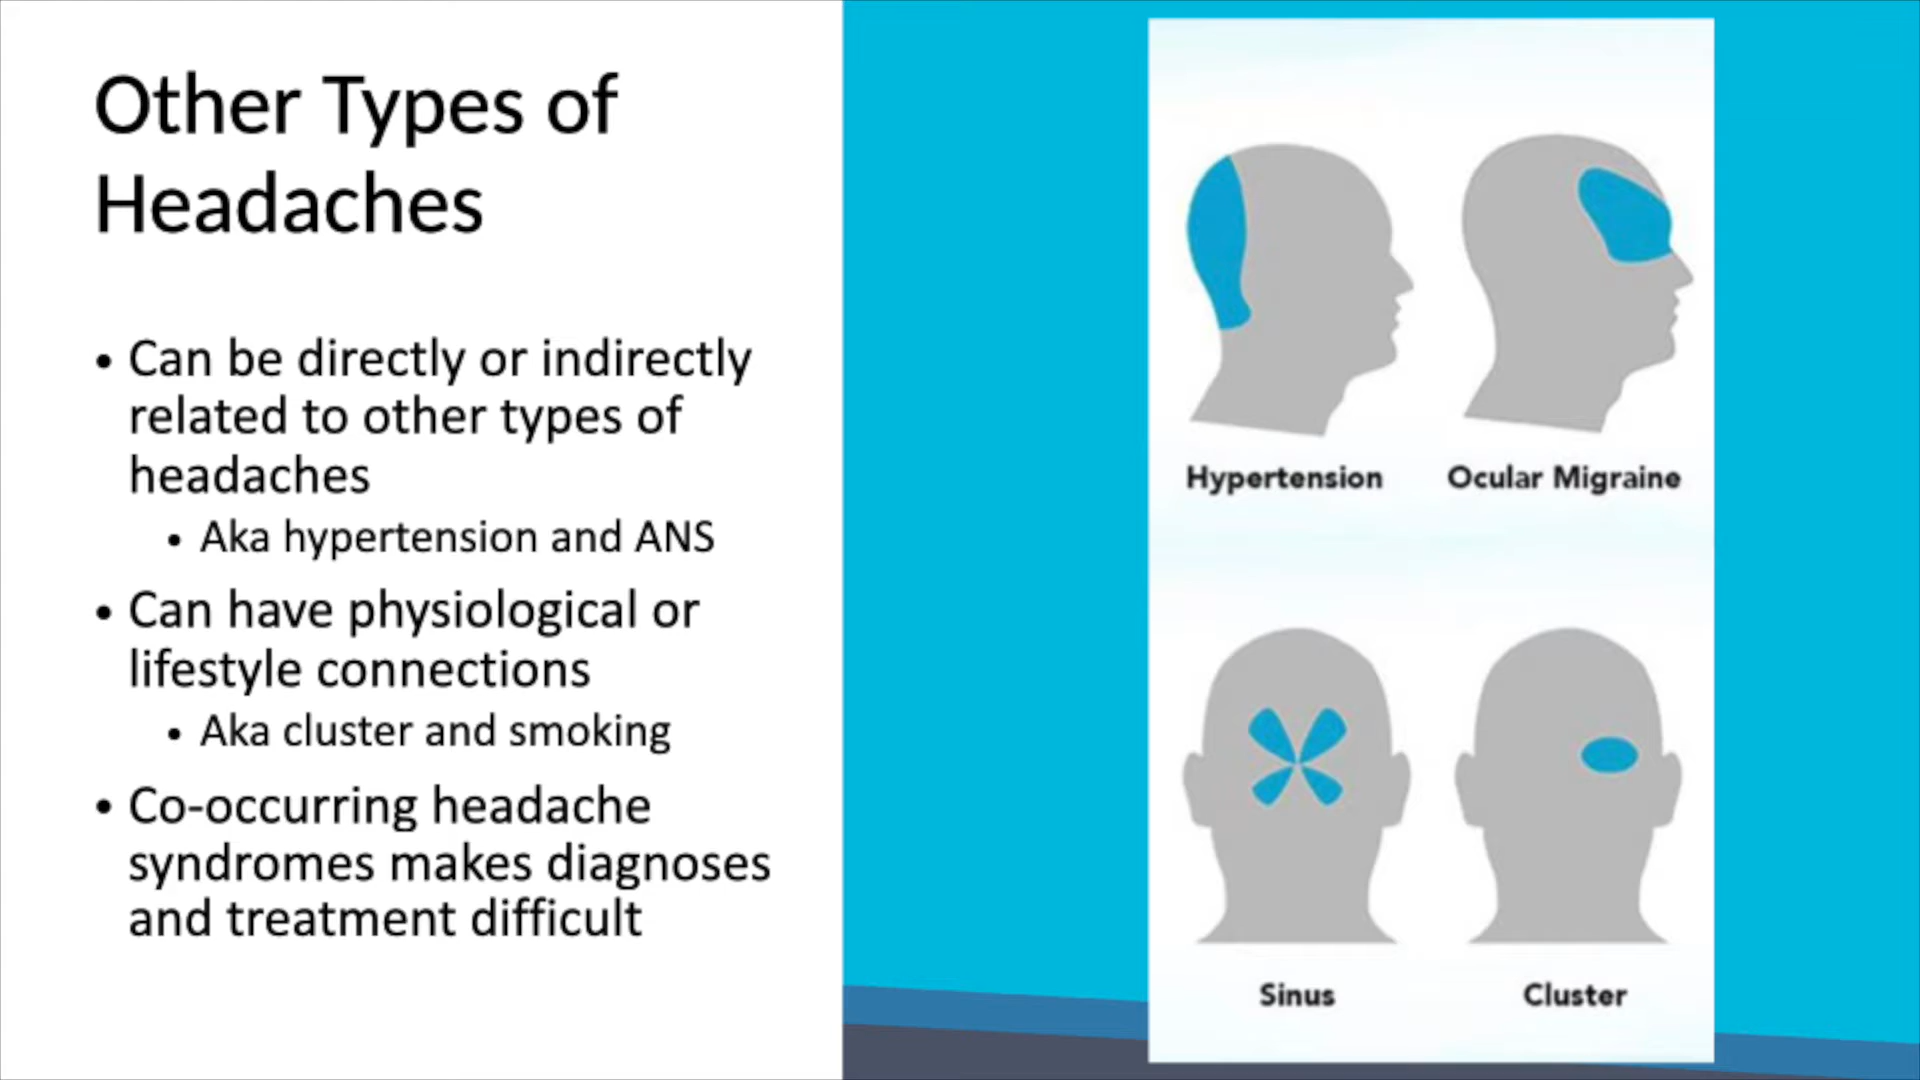 Other Types of
Headaches
• Can be directly or indirectly
related to other types of
headaches
• Aka hypertension and ANS
• Can have physiological or
lifestyle connections
• Aka cluster and smoking
• Co-occurring headache
syndromes makes diagnoses
and treatment difficult
Hypertension
Ocular Migraine
Sinus
Cluster